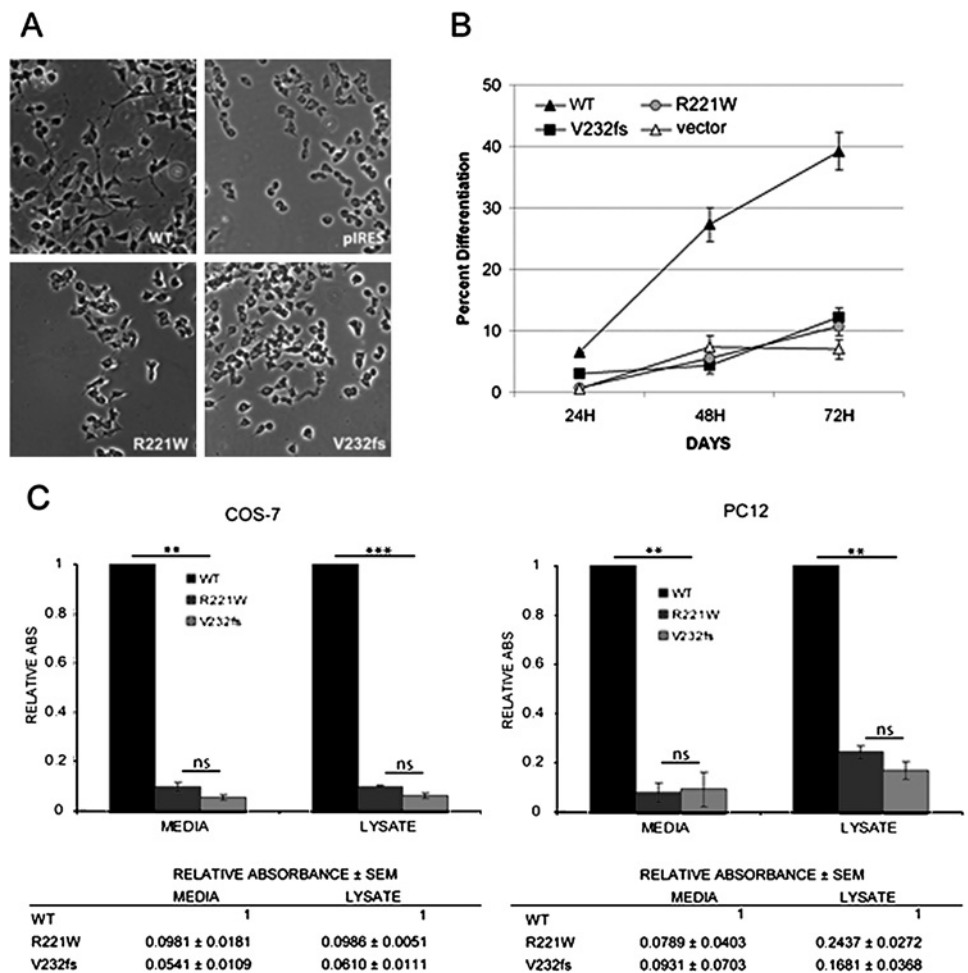 A
WT
pIRES
R221W
V232fs
B
Percent Differentiation
50
40
30
20
10
0
WT
R221W
V232fs
vector
24H
48H
72H
DAYS
C
COS-7
RELATIVE ABS
1
0.8
0.6
0.4
0.2
0
**
***
WT
R221W
V232fs
ns
ns
MEDIA
LYSATE
PC12
RELATIVE ABS
1
0.8
0.6
0.4
0.2
0
**
**
WT
R221W
V232fs
ns
ns
MEDIA
LYSATE
RELATIVE ABSORBANCE ± SEM
MEDIA LYSATE
WT 1 1
R221W 0.0981 ± 0.0181 0.0986 ± 0.0051
V232fs 0.0541 ± 0.0109 0.0610 ± 0.0111
RELATIVE ABSORBANCE ± SEM
MEDIA LYSATE
WT 1 1
R221W 0.0789 ± 0.0403 0.2437 ± 0.0272
V232fs 0.0931 ± 0.0703 0.1681 ± 0.0368